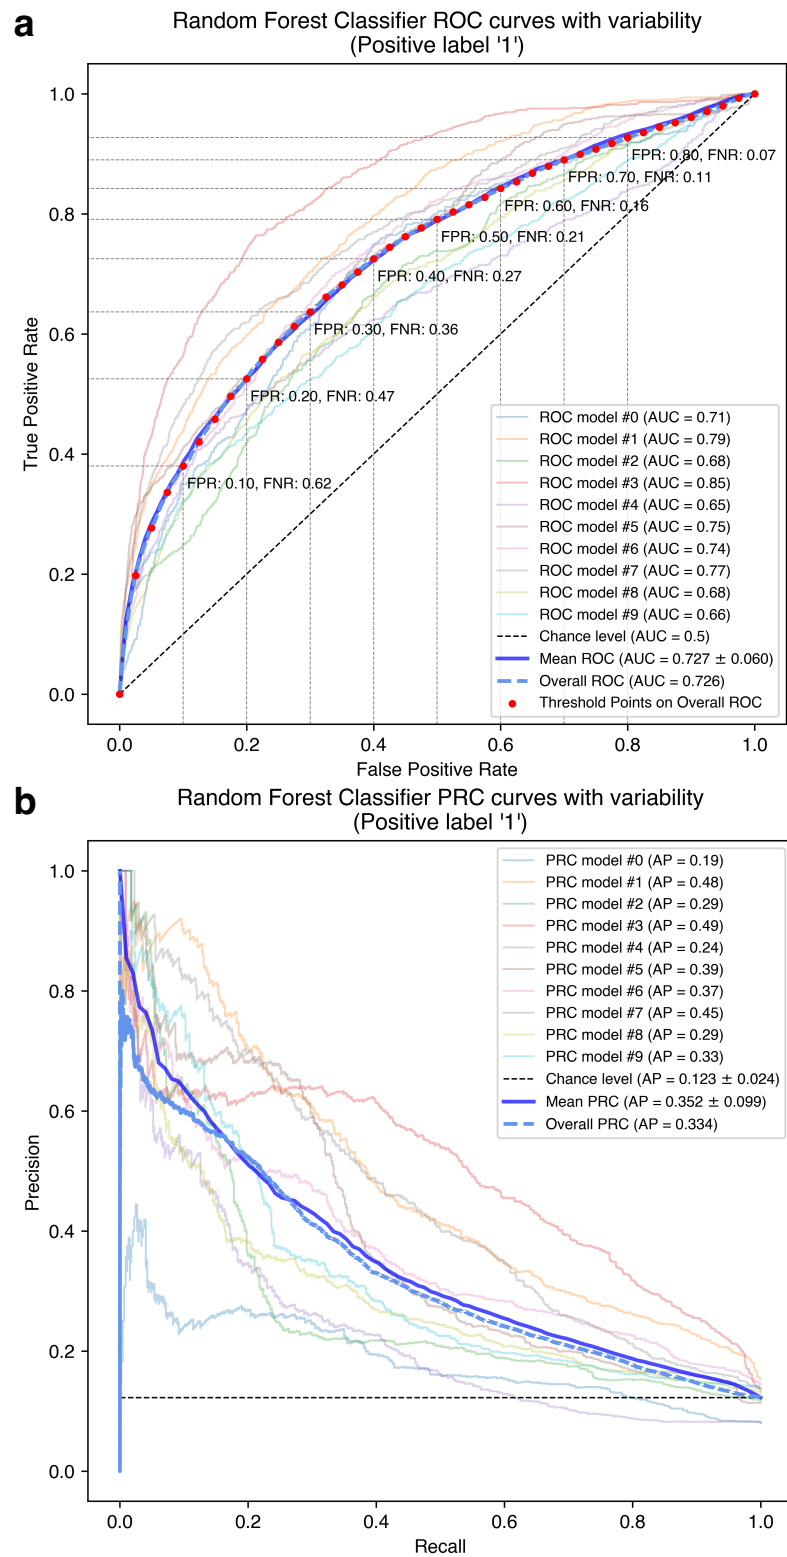 a
Random Forest Classifier ROC curves with variability
(Positive label '1')
1.0
0.8
0.6
0.4
0.2
0.0
True Positive Rate
FPR: 0.80, FNR: 0.07
FPR: 0.70, FNR: 0.11
FPR: 0.60, FNR: 0.16
FPR: 0.50, FNR: 0.21
FPR: 0.40, FNR: 0.27
FPR: 0.30, FNR: 0.36
FPR: 0.20, FNR: 0.47
FPR: 0.10, FNR: 0.62
ROC model #0 (AUC = 0.71)
ROC model #1 (AUC = 0.79)
ROC model #2 (AUC = 0.68)
ROC model #3 (AUC = 0.85)
ROC model #4 (AUC = 0.65)
ROC model #5 (AUC = 0.75)
ROC model #6 (AUC = 0.74)
ROC model #7 (AUC = 0.77)
ROC model #8 (AUC = 0.68)
ROC model #9 (AUC = 0.66)
Chance level (AUC = 0.5)
Mean ROC (AUC = 0.727 ± 0.060)
Overall ROC (AUC = 0.726)
Threshold Points on Overall ROC
0.0 0.2 0.4 0.6 0.8 1.0
False Positive Rate
b
Random Forest Classifier PRC curves with variability
(Positive label '1')
1.0
0.8
0.6
0.4
0.2
0.0
Precision
PRC model #0 (AP = 0.19)
PRC model #1 (AP = 0.48)
PRC model #2 (AP = 0.29)
PRC model #3 (AP = 0.49)
PRC model #4 (AP = 0.24)
PRC model #5 (AP = 0.39)
PRC model #6 (AP = 0.37)
PRC model #7 (AP = 0.45)
PRC model #8 (AP = 0.29)
PRC model #9 (AP = 0.33)
Chance level (AP = 0.123 ± 0.024)
Mean PRC (AP = 0.352 ± 0.099)
Overall PRC (AP = 0.334)
0.0 0.2 0.4 0.6 0.8 1.0
Recall